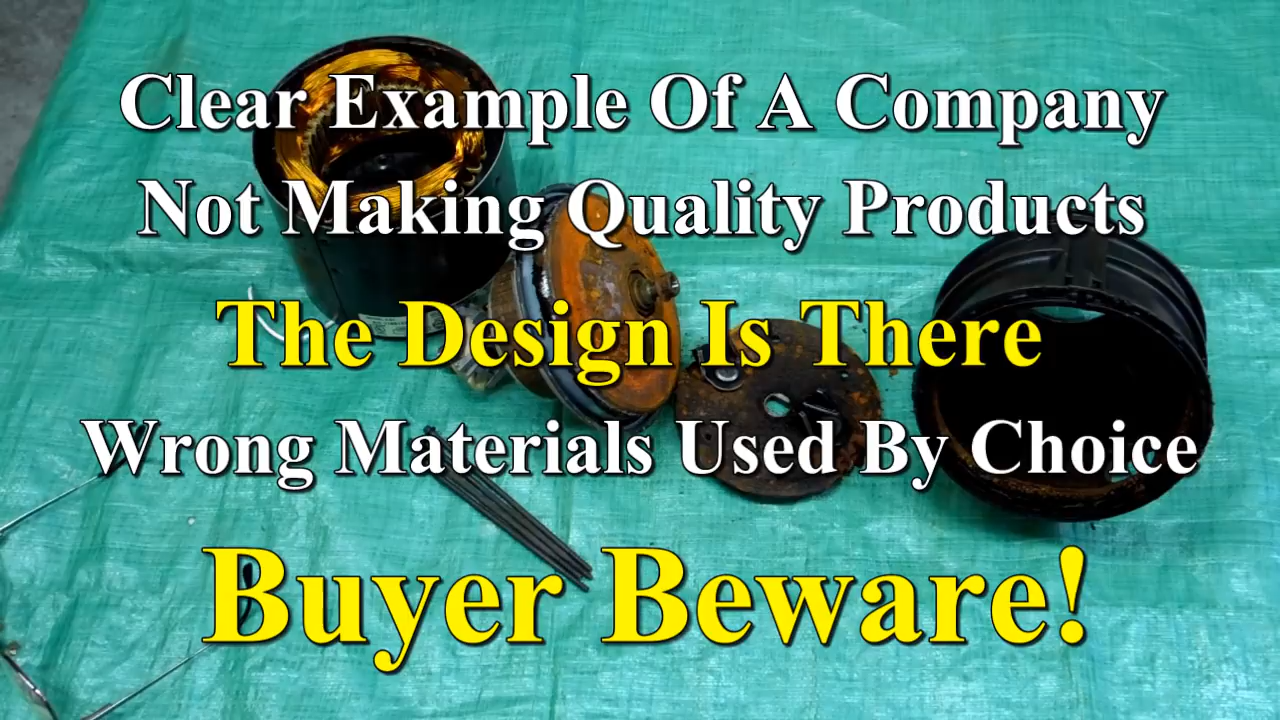 Clear Example Of A Company
Not Making Quality Products
The Design Is There
Wrong Materials Used By Choice
Buyer Beware!